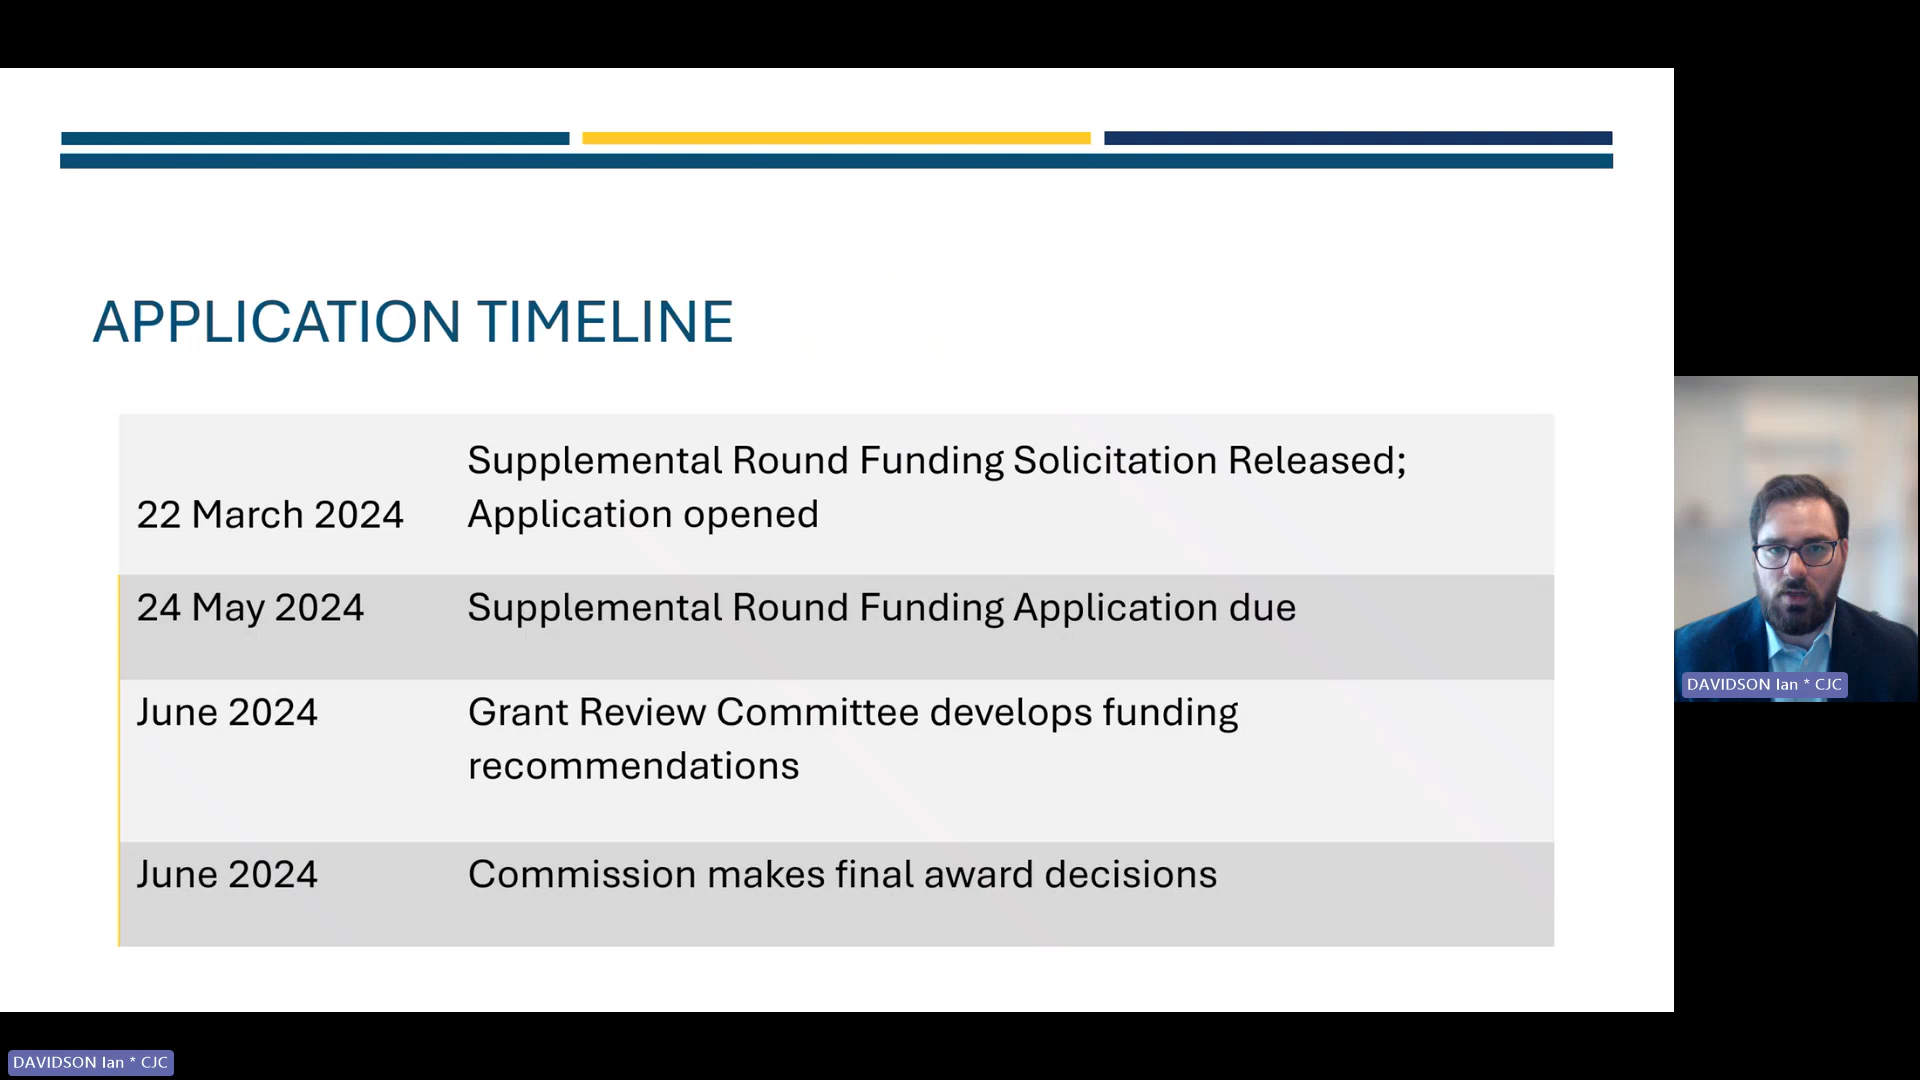 APPLICATION TIMELINE
Supplemental Round Funding Solicitation Released;
22 March 2024 Application opened
24 May 2024 Supplemental Round Funding Application due
June 2024 Grant Review Committee develops funding
recommendations
June 2024 Commission makes final award decisions
DAVIDSON Ian * CJC
DAVIDSON Ian * CJC